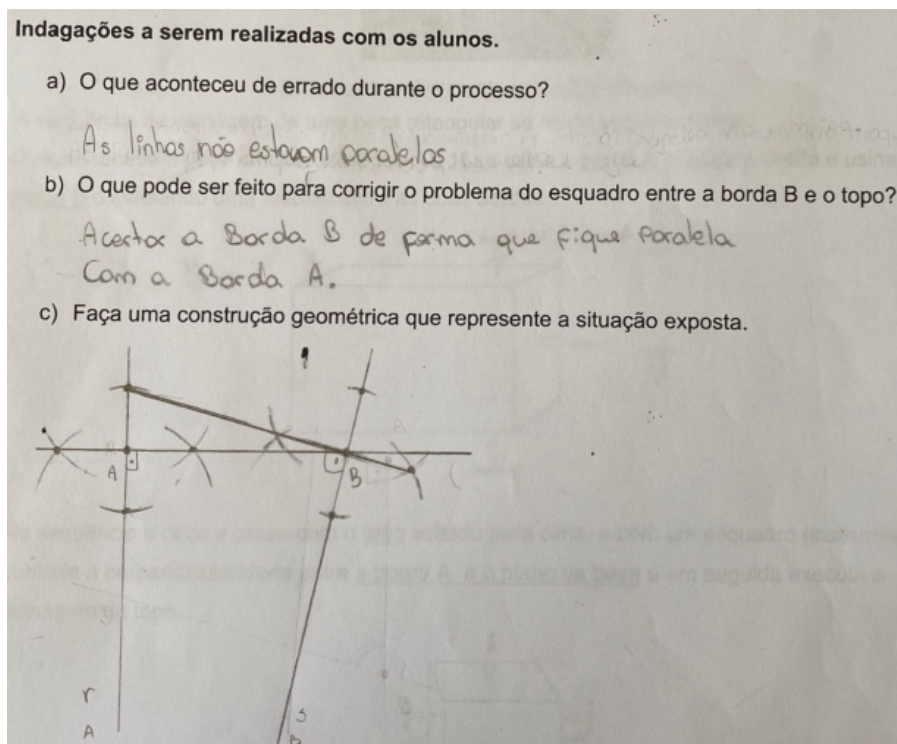 Indagações a serem realizadas com os alunos.
a) O que aconteceu de errado durante o processo?
As linhas não estavam paralelas
b) O que pode ser feito para corrigir o problema do esquadro entre a borda B e o topo?
Acertar a Borda B de forma que fique Paralela
Com a Borda A.
c) Faça uma construção geométrica que represente a situação exposta.
A
B
r
s
A
B